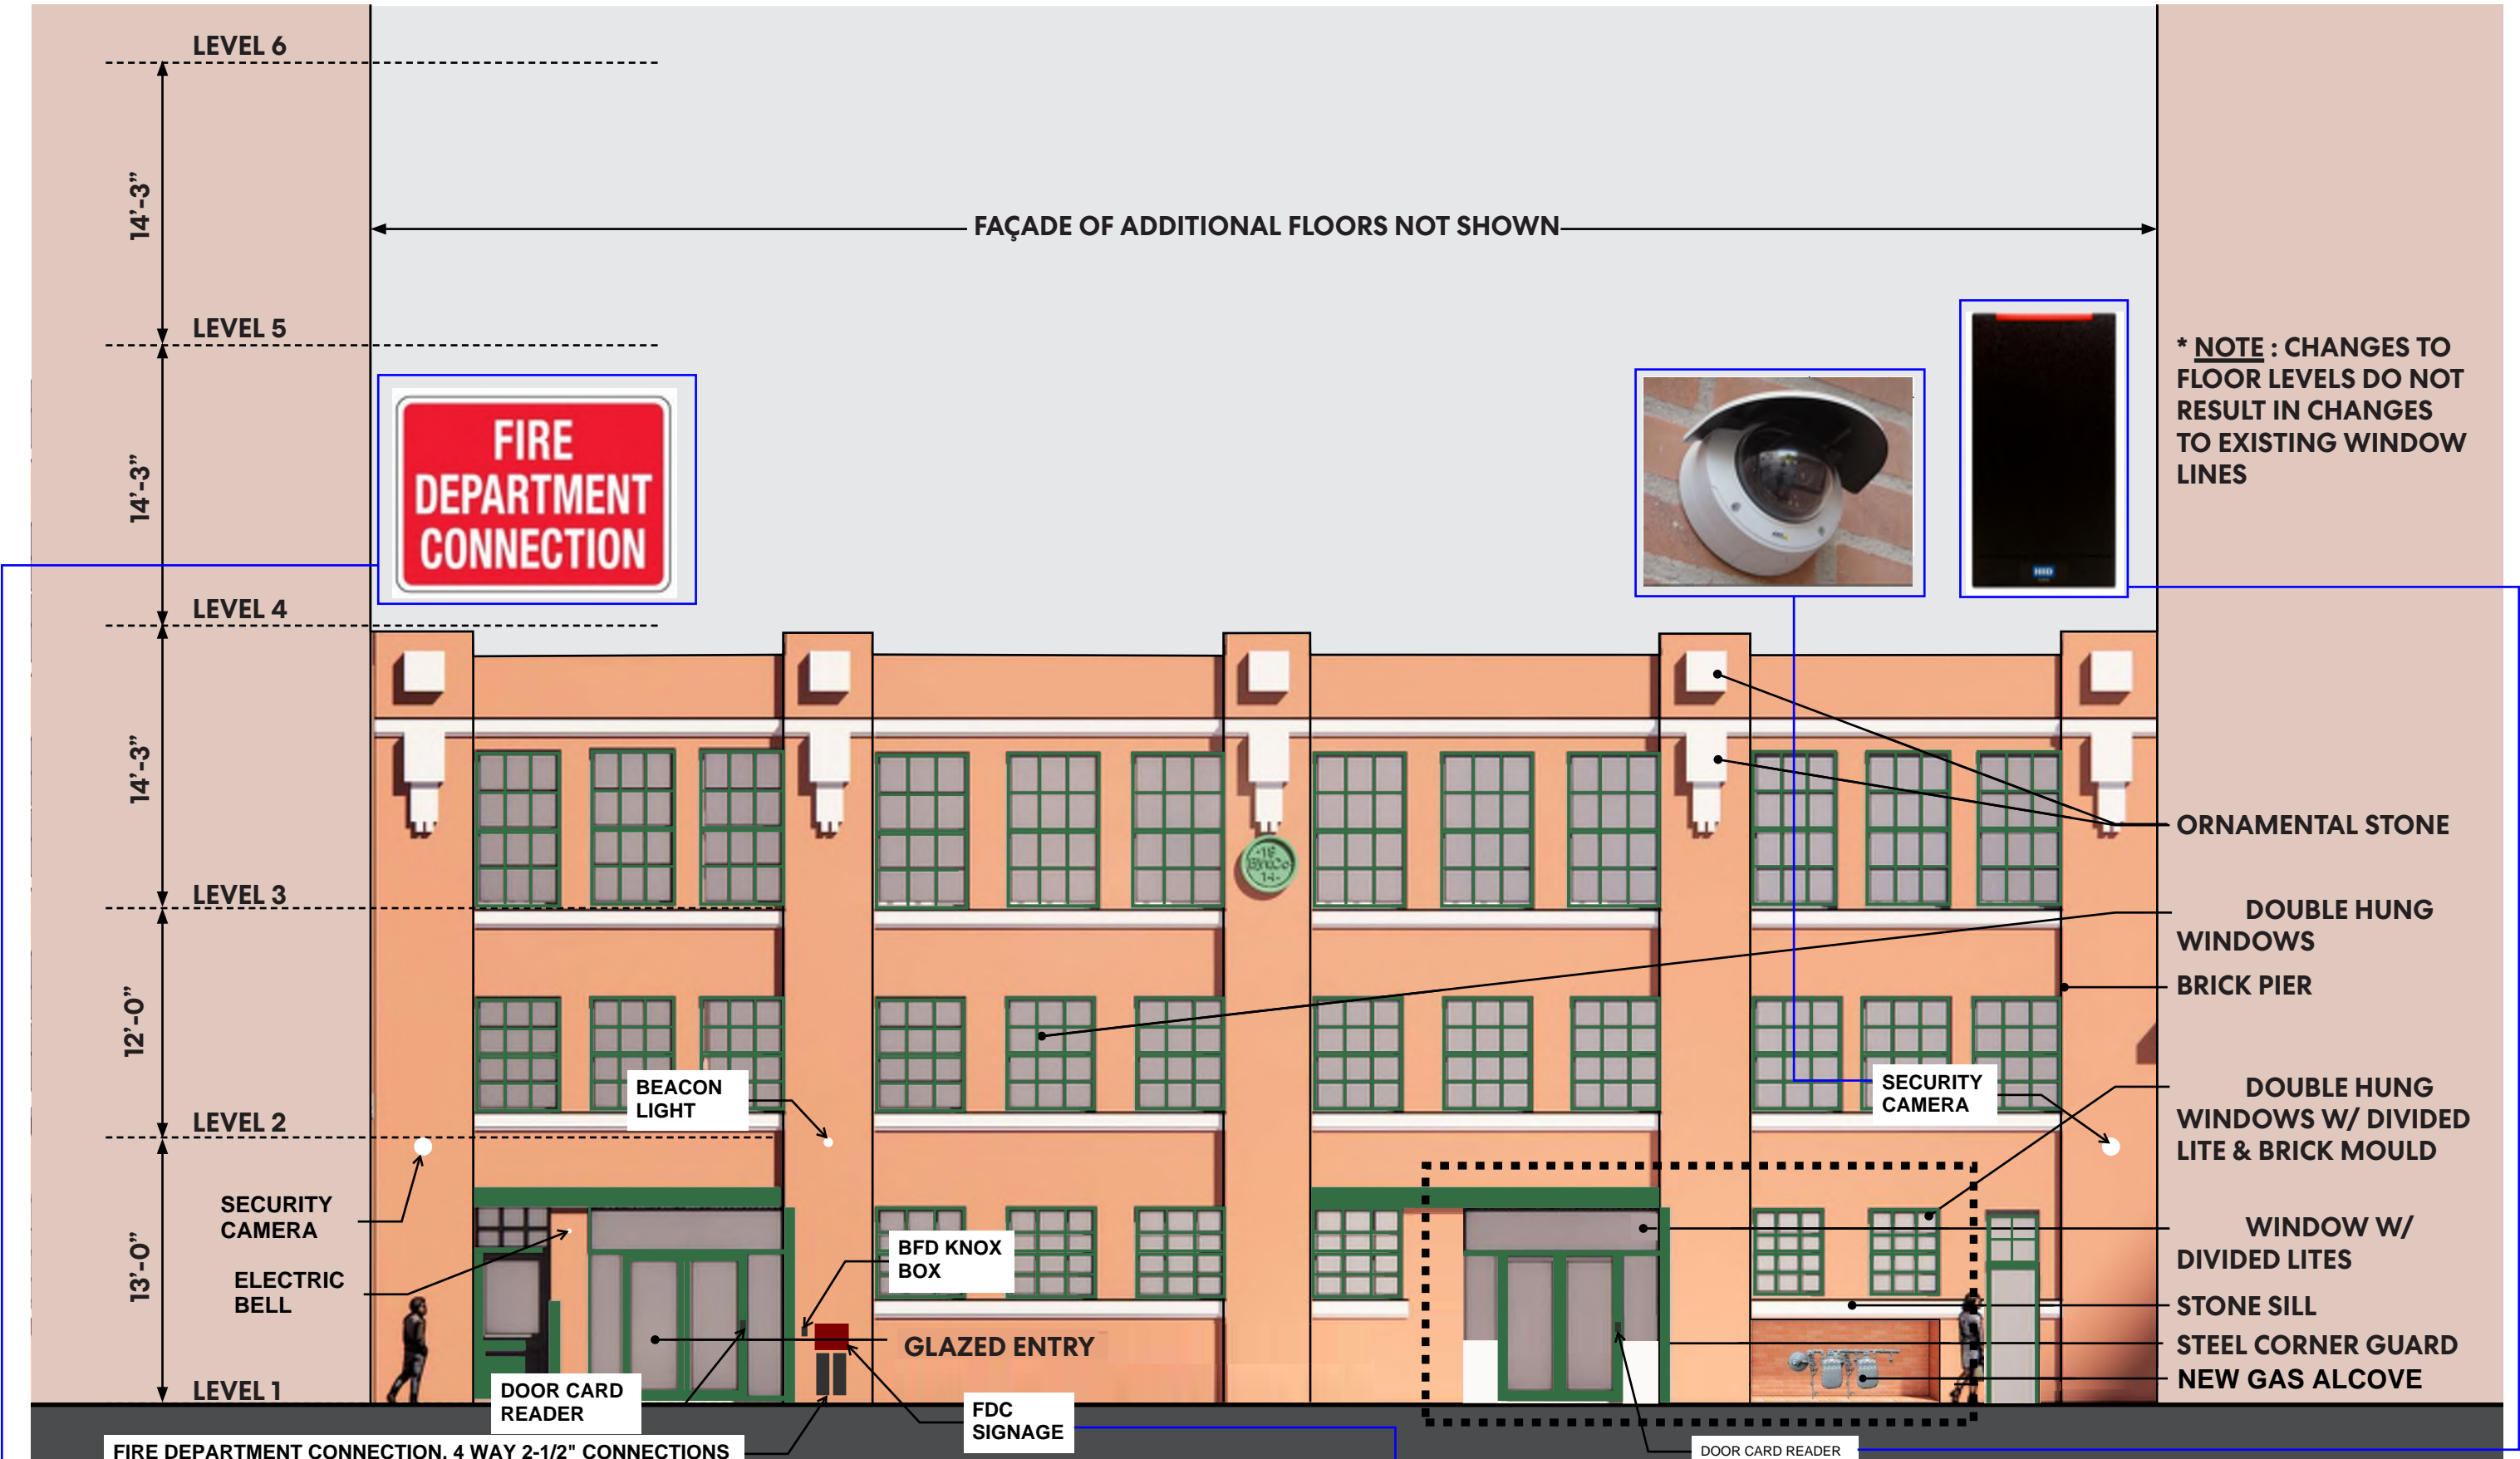 LEVEL 6
14’-3”
FAÇADE OF ADDITIONAL FLOORS NOT SHOWN
LEVEL 5
14’-3”
FIRE
DEPARTMENT
CONNECTION
HID
* NOTE : CHANGES TO
FLOOR LEVELS DO NOT
RESULT IN CHANGES
TO EXISTING WINDOW
LINES
LEVEL 4
14’-3”
ORNAMENTAL STONE
LEVEL 3
DOUBLE HUNG
WINDOWS
BRICK PIER
12’-0”
BEACON
LIGHT
SECURITY
CAMERA
DOUBLE HUNG
WINDOWS W/ DIVIDED
LITE & BRICK MOULD
LEVEL 2
SECURITY
CAMERA
13’-0”
ELECTRIC
BELL
BFD KNOX
BOX
WINDOW W/
DIVIDED LITES
STONE SILL
GLAZED ENTRY
STEEL CORNER GUARD
NEW GAS ALCOVE
LEVEL 1
DOOR CARD
READER
FDC
SIGNAGE
FIRE DEPARTMENT CONNECTION. 4 WAY 2-1/2" CONNECTIONS
DOOR CARD READER